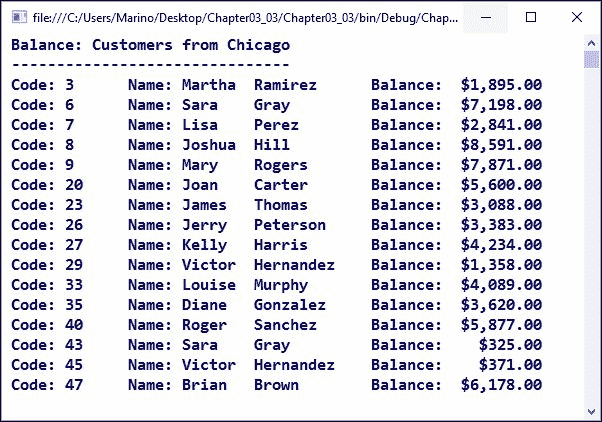 file:///C:/Users/Marino/Desktop/Chapter03_03/Chapter03_03/bin/Debug/Chap...
Balance: Customers from Chicago
-------------------------------
Code: 3      Name: Martha  Ramirez      Balance:  $1,895.00
Code: 6      Name: Sara    Gray         Balance:  $7,198.00
Code: 7      Name: Lisa    Perez        Balance:  $2,841.00
Code: 8      Name: Joshua  Hill         Balance:  $8,591.00
Code: 9      Name: Mary    Rogers       Balance:  $7,871.00
Code: 20     Name: Joan    Carter       Balance:  $5,600.00
Code: 23     Name: James   Thomas       Balance:  $3,088.00
Code: 26     Name: Jerry   Peterson     Balance:  $3,383.00
Code: 27     Name: Kelly   Harris       Balance:  $4,234.00
Code: 29     Name: Victor  Hernandez    Balance:  $1,358.00
Code: 33     Name: Louise  Murphy       Balance:  $4,089.00
Code: 35     Name: Diane   Gonzalez     Balance:  $3,620.00
Code: 40     Name: Roger   Sanchez      Balance:  $5,877.00
Code: 43     Name: Sara    Gray         Balance:    $325.00
Code: 45     Name: Victor  Hernandez    Balance:    $371.00
Code: 47     Name: Brian   Brown        Balance:  $6,178.00